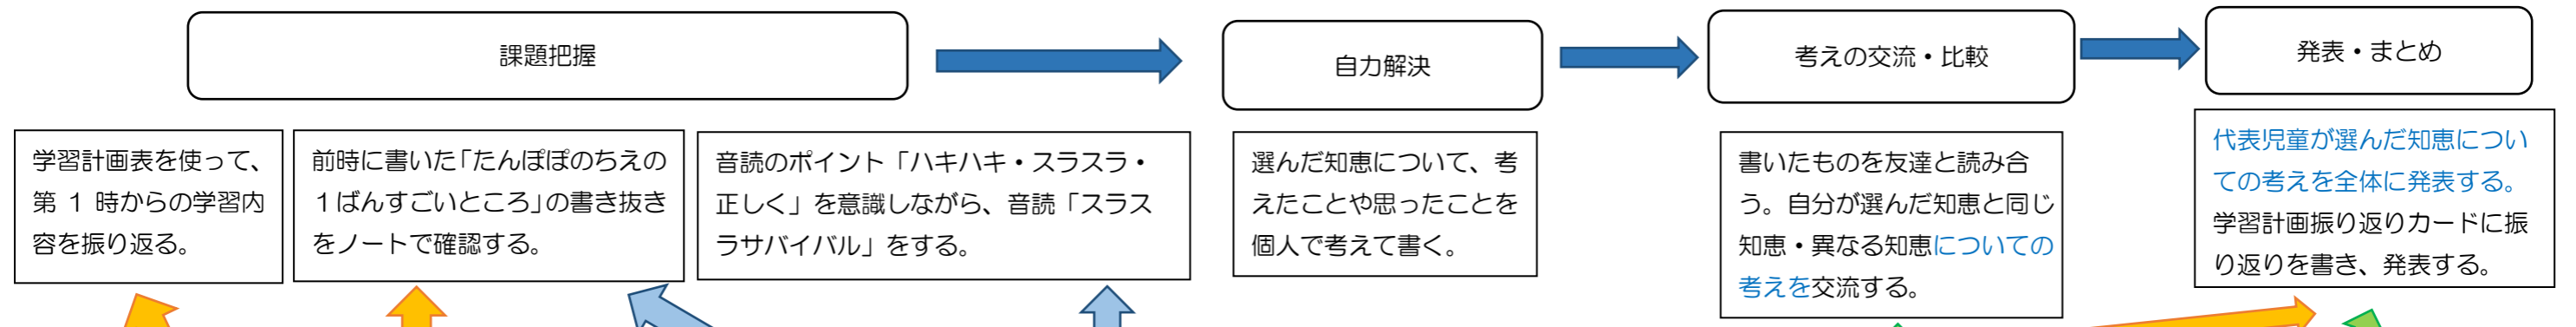 課題把握
自力解決
考えの交流・比較
発表・まとめ
学習計画表を使って、
第 1 時からの学習内
容を振り返る。
前時に書いた「たんぽぽのちえの
１ばんすごいところ」の書き抜き
をノートで確認する。
音読のポイント「ハキハキ・スラスラ・
正しく」を意識しながら、音読「スラス
ラサバイバル」をする。
選んだ知恵について、考
えたことや思ったことを
個人で考えて書く。
書いたものを友達と読み合
う。自分が選んだ知恵と同じ
知恵・異なる知恵についての
考えを交流する。
代表児童が選んだ知恵につい
ての考えを全体に発表する。
学習計画振り返りカードに振
り返りを書き、発表する。